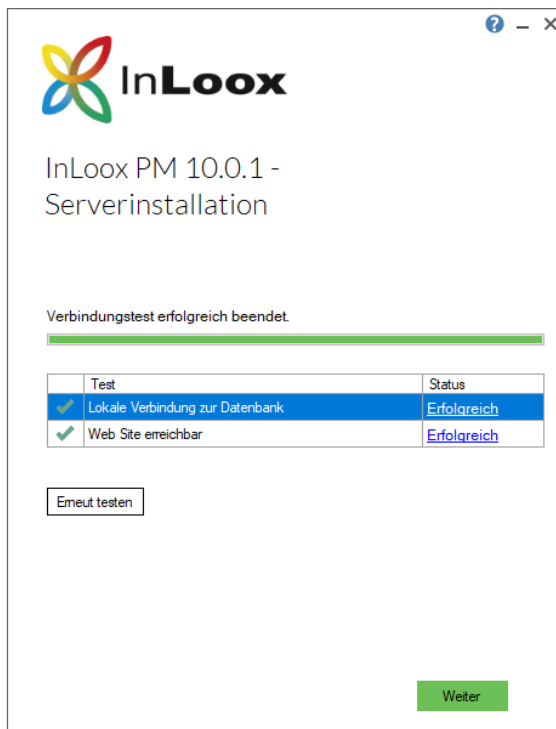 InLoox
InLoox PM 10.0.1 -
Serverinstallation
Verbindungstest erfolgreich beendet.
Test Status
Lokale Verbindung zur Datenbank Erfolgreich
Web Site erreichbar Erfolgreich
Erneut testen
Weiter